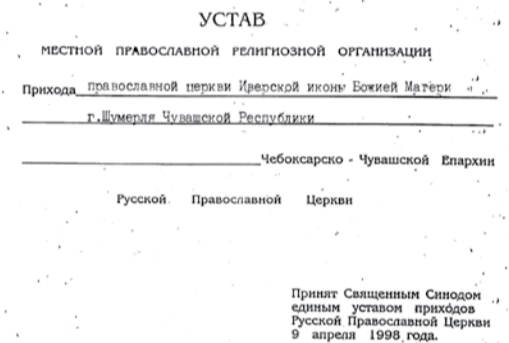 УСТАВ
МЕСТНОЙ ПРАВОСЛАВНОЙ РЕЛИГИОЗНОЙ ОРГАНИЗАЦИИ
Прихода православной церкви Иверской иконы Божией Матери
г.Шумерля Чувашской Республики
Чебоксарско - Чувашской Епархии
Русской Православной Церкви
Принят Священным Синодом
единым уставом приходов
Русской Православной Церкви
9 апреля 1998 года.